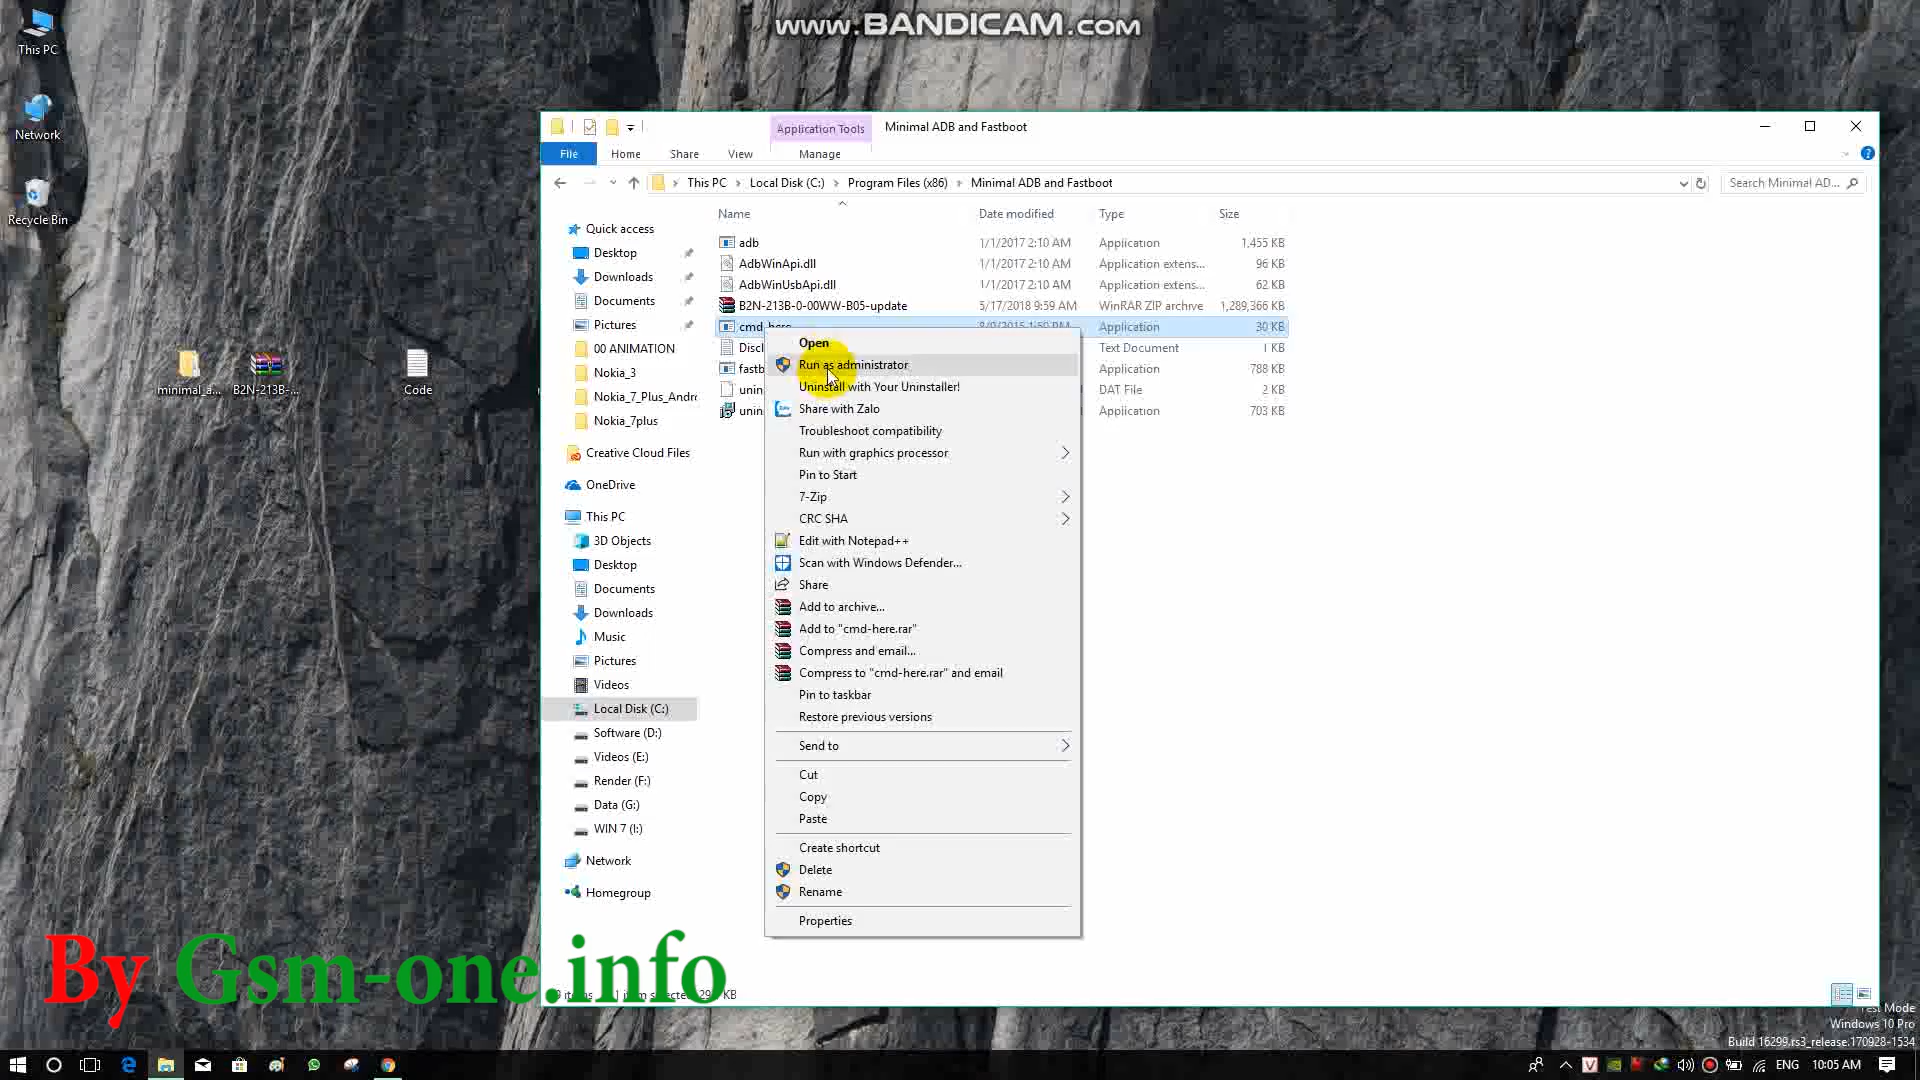 www.BANDICAM.com
This PC
Network
Recycle Bin
minimal_a...
B2N-213B-...
Code
Application Tools
Minimal ADB and Fastboot
File
Home
Share
View
Manage
This PC
Local Disk (C:)
Program Files (x86)
Minimal ADB and Fastboot
Search Minimal AD...
Name
Date modified
Type
Size
adb
1/1/2017 2:10 AM
Application
1,455 KB
AdbWinApi.dll
1/1/2017 2:10 AM
Application extens...
96 KB
AdbWinUsbApi.dll
1/1/2017 2:10 AM
Application extens...
62 KB
B2N-213B-0-00WW-B05-update
5/17/2018 9:59 AM
WinRAR ZIP archive
1,289,366 KB
cmd-here
Application
30 KB
Discl
Text Document
1 KB
fastb
Application
788 KB
unin
DAT File
2 KB
unin
Application
703 KB
Quick access
Desktop
Downloads
Documents
Pictures
00 ANIMATION
Nokia_3
Nokia_7_Plus_Andro
Nokia_7plus
Creative Cloud Files
OneDrive
This PC
3D Objects
Desktop
Documents
Downloads
Music
Pictures
Videos
Local Disk (C:)
Software (D:)
Videos (E:)
Render (F:)
Data (G:)
WIN 7 (I:)
Network
Homegroup
Open
Run as administrator
Uninstall with Your Uninstaller!
Share with Zalo
Troubleshoot compatibility
Run with graphics processor
Pin to Start
7-Zip
CRC SHA
Edit with Notepad++
Scan with Windows Defender...
Share
Add to archive...
Add to "cmd-here.rar"
Compress and email...
Compress to "cmd-here.rar" and email
Pin to taskbar
Restore previous versions
Send to
Cut
Copy
Paste
Create shortcut
Delete
Rename
Properties
By Gsm-one.info
KB
Mode
Windows 10 Pro
Build 16299.rs3_release.170928-1534
ENG
10:05 AM